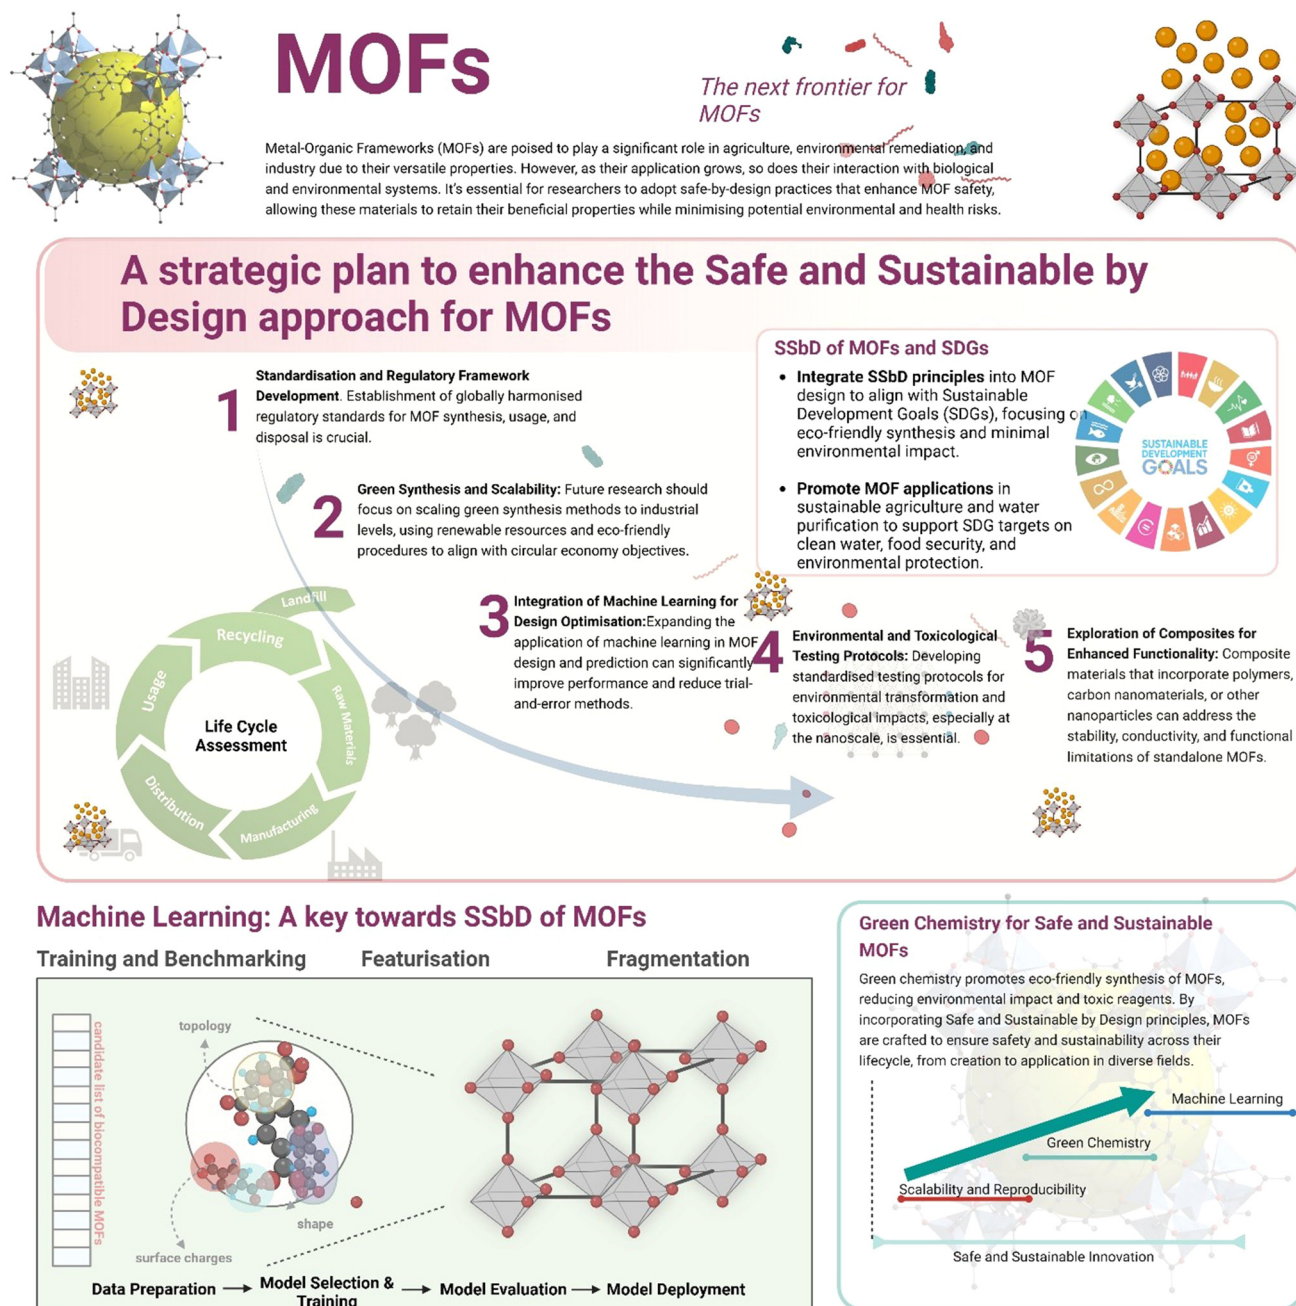 MOFs
The next frontier for
MOFs
Metal-Organic Frameworks (MOFs) are poised to play a significant role in agriculture, environmental remediation, and
industry due to their versatile properties. However, as their application grows, so does their interaction with biological
and environmental systems. It's essential for researchers to adopt safe-by-design practices that enhance MOF safety,
allowing these materials to retain their beneficial properties while minimising potential environmental and health risks.
A strategic plan to enhance the Safe and Sustainable by
Design approach for MOFs
1
Standardisation and Regulatory Framework
Development. Establishment of globally harmonised
regulatory standards for MOF synthesis, usage, and
disposal is crucial.
SSbD of MOFs and SDGs
• Integrate SSbD principles into MOF
design to align with Sustainable
Development Goals (SDGs), focusing on
eco-friendly synthesis and minimal
environmental impact.
• Promote MOF applications in
sustainable agriculture and water
purification to support SDG targets on
clean water, food security, and
environmental protection.
SUSTAINABLE
DEVELOPMENT
GOALS
2
Green Synthesis and Scalability: Future research should
focus on scaling green synthesis methods to industrial
levels, using renewable resources and eco-friendly
procedures to align with circular economy objectives.
3
Integration of Machine Learning for
Design Optimisation:Expanding the
application of machine learning in MOF
design and prediction can significantly
improve performance and reduce trial-
and-error methods.
4
Environmental and Toxicological
Testing Protocols: Developing
standardised testing protocols for
environmental transformation and
toxicological impacts, especially at
the nanoscale, is essential.
5
Exploration of Composites for
Enhanced Functionality: Composite
materials that incorporate polymers,
carbon nanomaterials, or other
nanoparticles can address the
stability, conductivity, and functional
limitations of standalone MOFs.
Landfill
Recycling
Usage
Raw Materials
Life Cycle
Assessment
Distribution
Manufacturing
Machine Learning: A key towards SSbD of MOFs
Training and Benchmarking
Featurisation
Fragmentation
candidate list of biocompatible MOFs
topology
shape
surface charges
Data Preparation
Model Selection &
Training
Model Evaluation
Model Deployment
Green Chemistry for Safe and Sustainable
MOFs
Green chemistry promotes eco-friendly synthesis of MOFs,
reducing environmental impact and toxic reagents. By
incorporating Safe and Sustainable by Design principles, MOFs
are crafted to ensure safety and sustainability across their
lifecycle, from creation to application in diverse fields.
Machine Learning
Green Chemistry
Scalability and Reproducibility
Safe and Sustainable Innovation